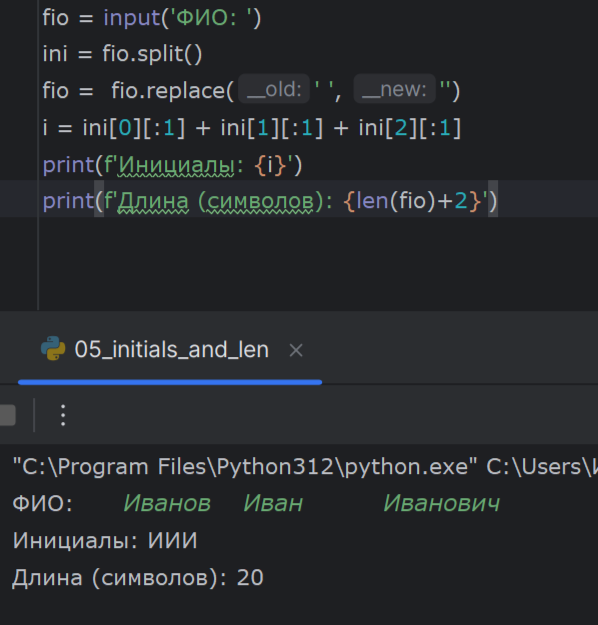 fio = input('ФИО: ')
ini = fio.split()
fio =  fio.replace( __old: ' ', __new: '')
i = ini[0][:1] + ini[1][:1] + ini[2][:1]
print(f'Инициалы: {i}')
print(f'Длина (символов): {len(fio)+2}')
05_initials_and_len ×
"C:\Program Files\Python312\python.exe" C:\Users\
ФИО:    Иванов   Иван        Иванович
Инициалы: ИИИ
Длина (символов): 20